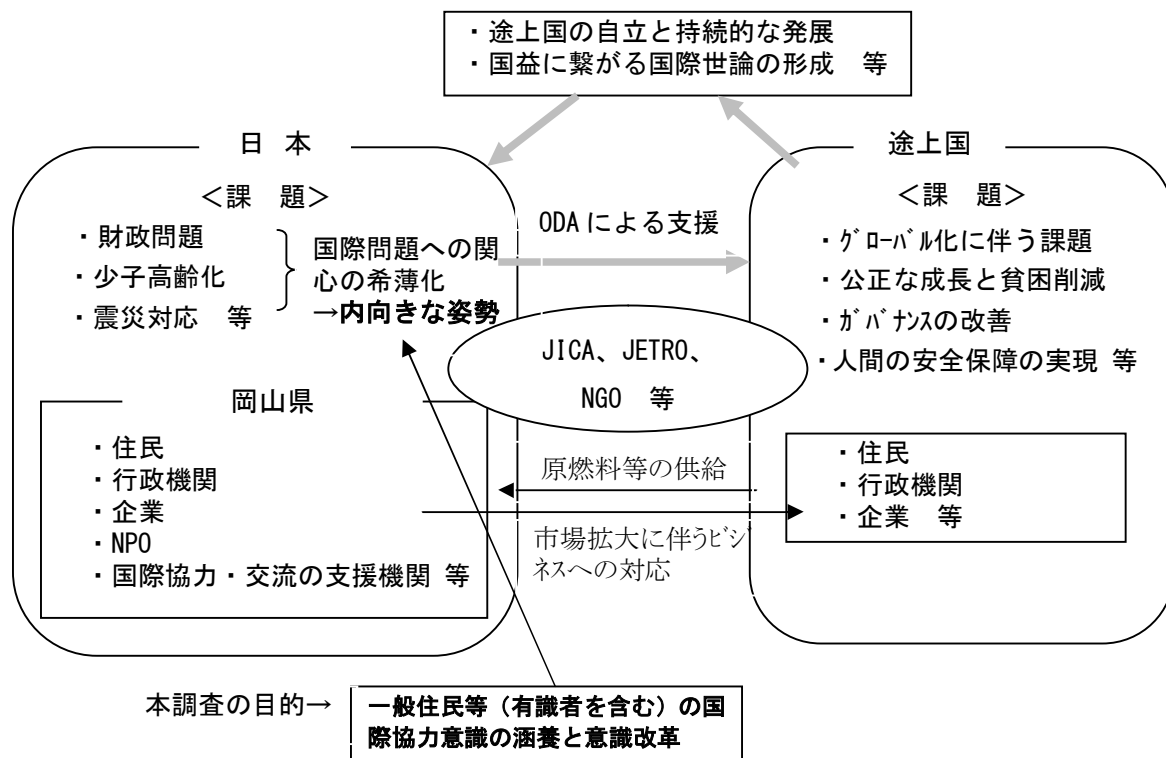 ・途上国の自立と持続的な発展
・国益に繋がる国際世論の形成　等
日 本
＜課　題＞
・財政問題
・少子高齢化
・震災対応　等
国際問題への関
心の希薄化
→内向きな姿勢
ODAによる支援
途上国
＜課　題＞
・ｸﾞﾛｰﾊﾞﾙ化に伴う課題
・公正な成長と貧困削減
・ｶﾞﾊﾞﾅﾝｽの改善
・人間の安全保障の実現 等
JICA、JETRO、
NGO　等
岡山県
・住民
・行政機関
・企業
・NPO
・国際協力・交流の支援機関 等
原燃料等の供給
市場拡大に伴うﾋﾞｼﾞ
ﾈｽへの対応
・住民
・行政機関
・企業　等
本調査の目的→
一般住民等（有識者を含む）の国
際協力意識の涵養と意識改革